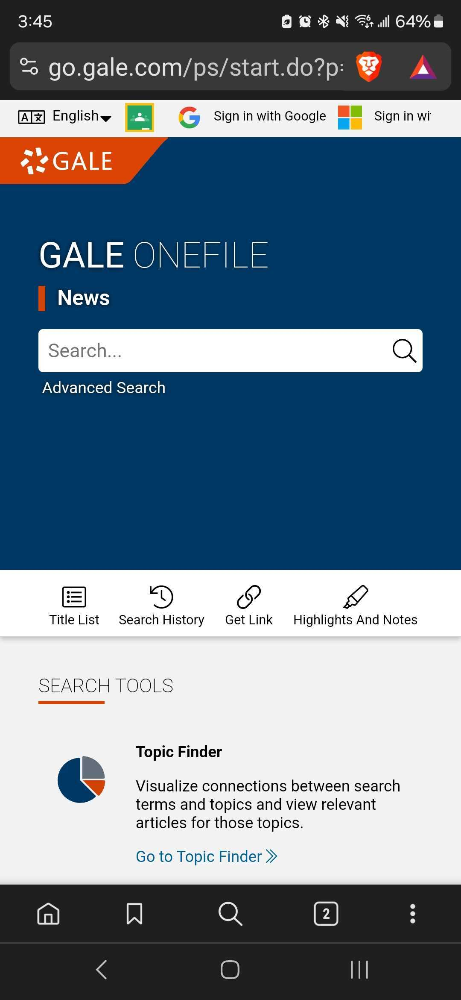 3:45
6
64%
go.gale.com/ps/start.do?p=
A 文 English
Sign in with Google
Sign in wi
GALE
GALE ONEFILE
News
Search...
Advanced Search
Title List
Search History
Get Link
Highlights And Notes
SEARCH TOOLS
Topic Finder
Visualize connections between search
terms and topics and view relevant
articles for those topics.
Go to Topic Finder
2